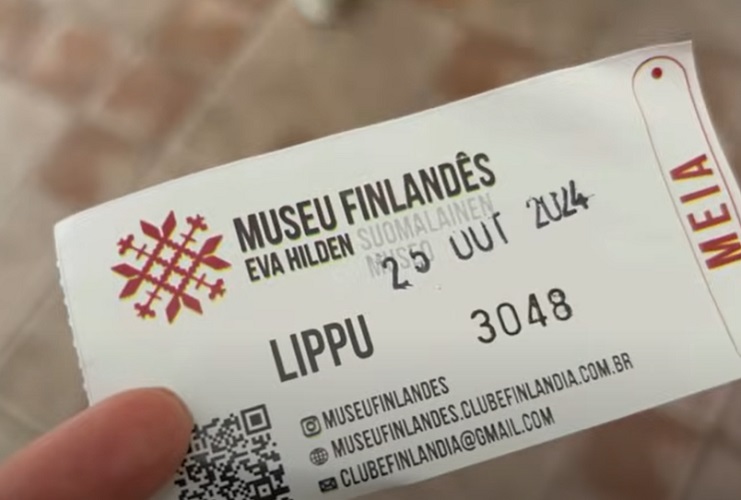 MUSEU FINLANDÊS
EVA HILDEN SUOMALAINEN
MUSEO
25 OUT 2024
LIPPU 3048
MUSEUFINLANDES
MUSEUFINLANDES.CLUBEFINLANDIA.COM.BR
CLUBEFINLANDIA@GMAIL.COM
MEIA